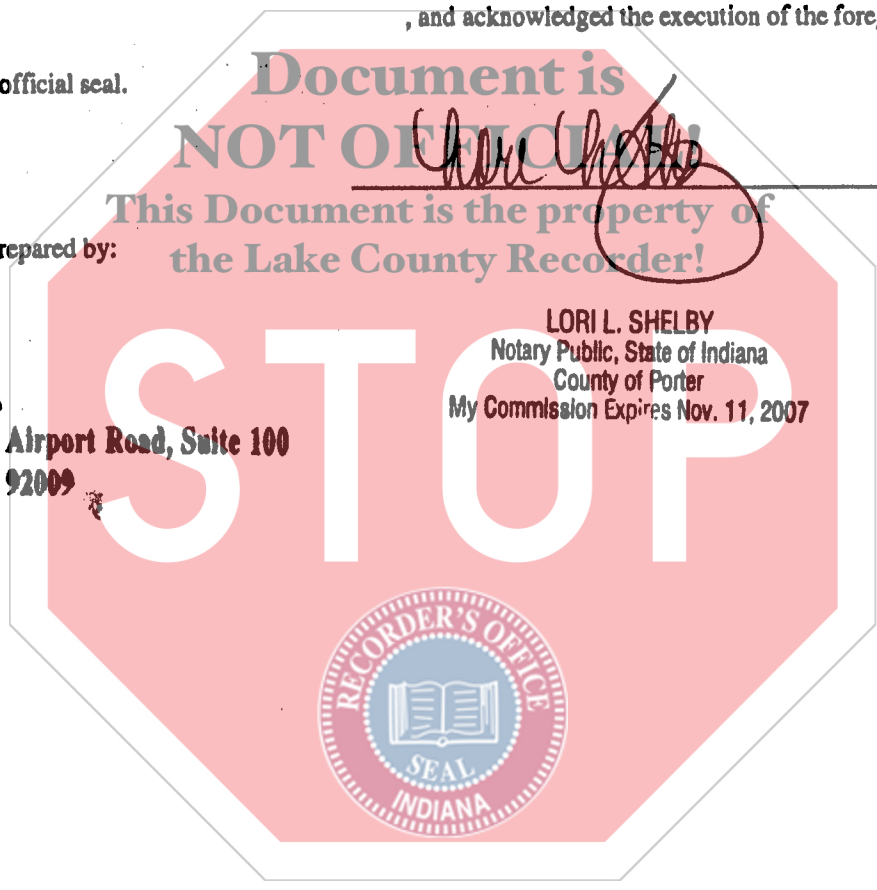 , and acknowledged the execution of the fore
official seal.
Document is
NOT OFFICIAL!
Lori Shelby
This Document is the property of
the Lake County Recorder!
repared by:
LORI L. SHELBY
Notary Public, State of Indiana
County of Porter
My Commission Expires Nov. 11, 2007
Airport Road, Suite 100
92009
STOP
RECORDER'S OFFICE
SEAL
INDIANA